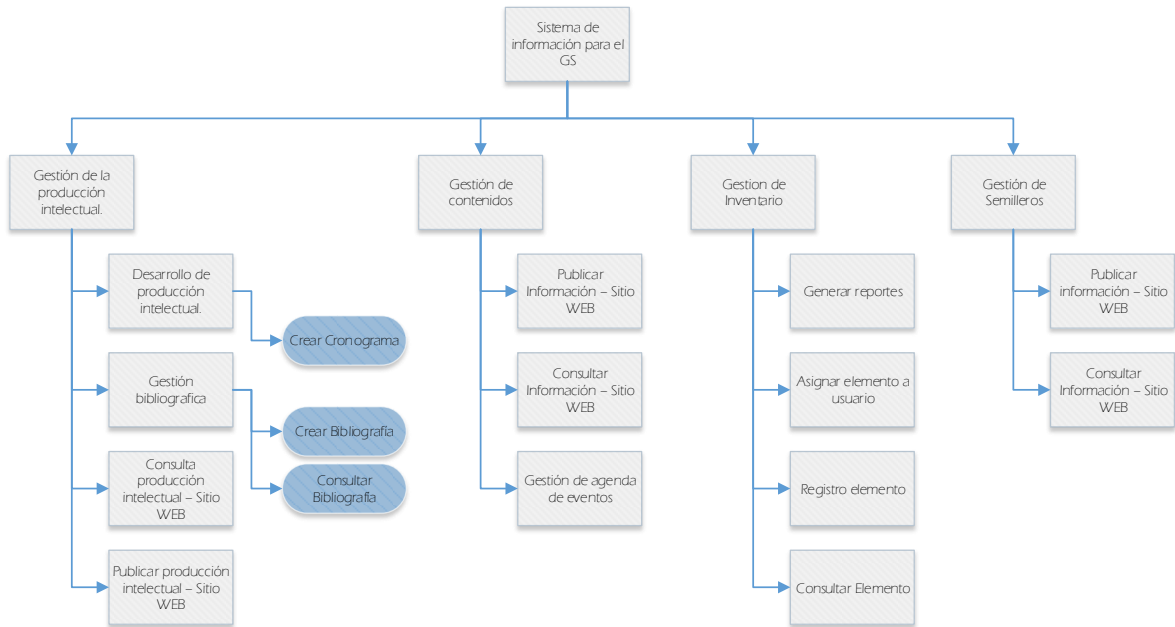 Sistema de
información para el
GS
Gestión de la
producción
intelectual.
Gestión de
contenidos
Gestion de
Inventario
Gestión de
Semilleros
Desarrollo de
producción
intelectual.
Crear Cronograma
Gestión
bibliografica
Crear Bibliografía
Consultar
Bibliografía
Consulta
producción
intelectual – Sitio
WEB
Publicar producción
intelectual – Sitio
WEB
Publicar
Información – Sitio
WEB
Consultar
Información – Sitio
WEB
Gestión de agenda
de eventos
Generar reportes
Asignar elemento a
usuario
Registro elemento
Consultar Elemento
Publicar
información – Sitio
WEB
Consultar
Información – Sitio
WEB